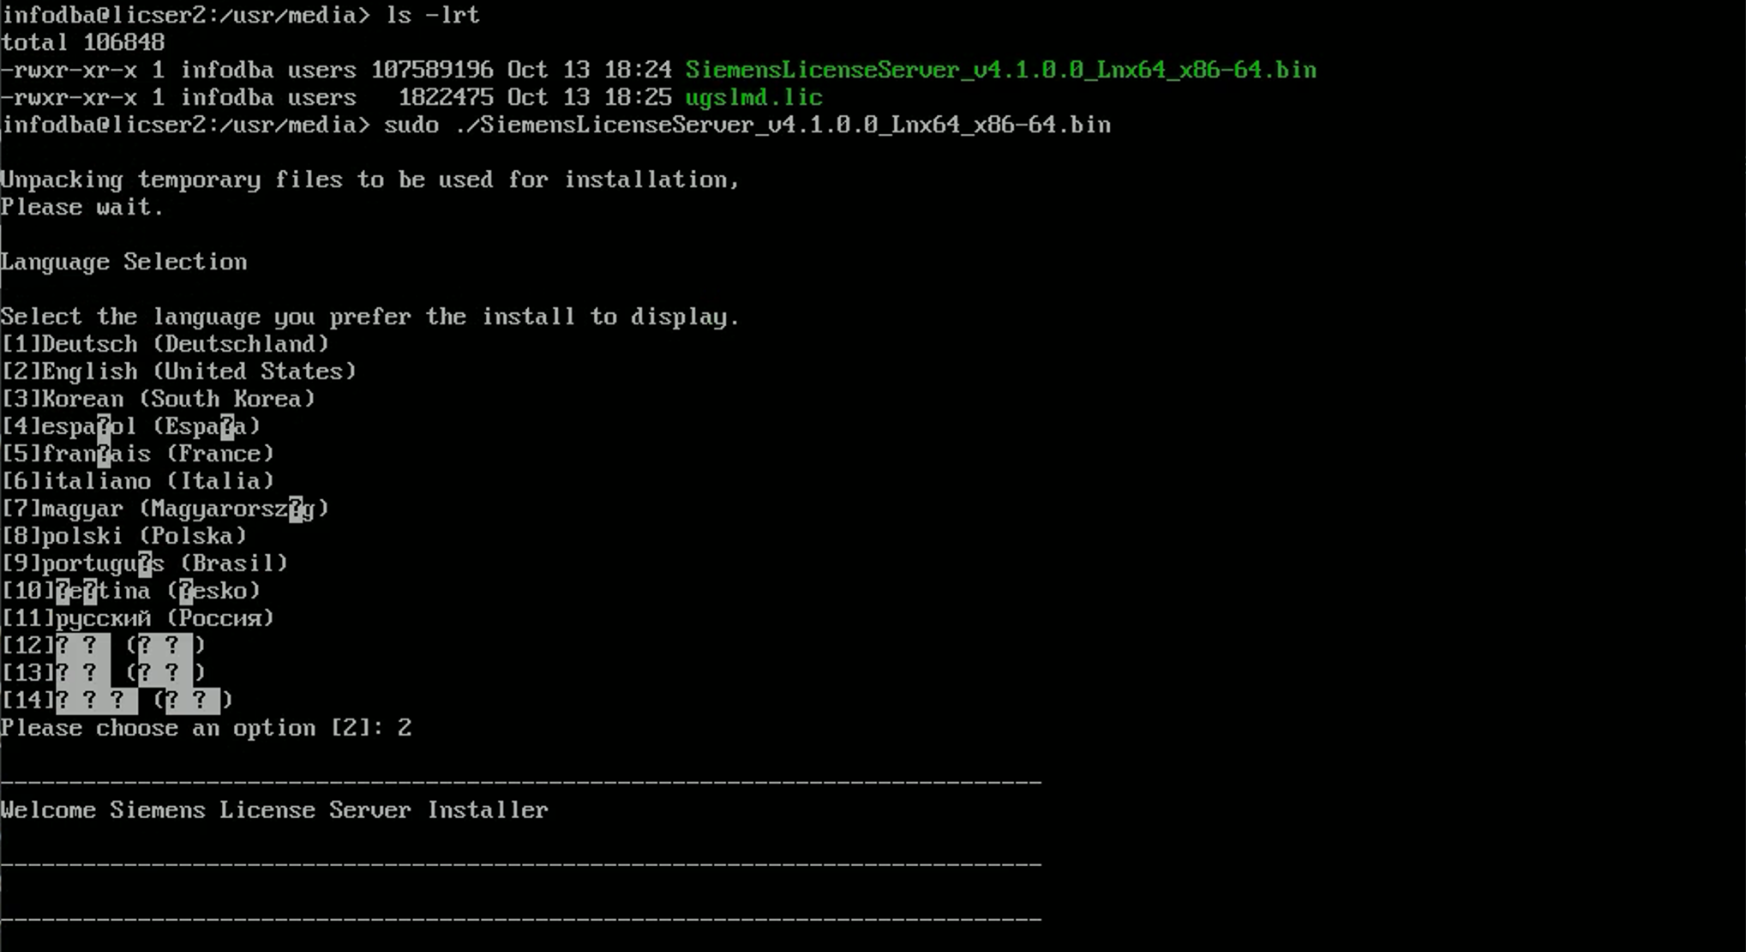 infodba@licser2:/usr/media> ls -lrt
total 106848
-rwxr-xr-x 1 infodba users 107589196 Oct 13 18:24 SiemensLicenseServer_v4.1.0.0_Lnx64_x86-64.bin
-rwxr-xr-x 1 infodba users   1822475 Oct 13 18:25 ugslmd.lic
infodba@licser2:/usr/media> sudo ./SiemensLicenseServer_v4.1.0.0_Lnx64_x86-64.bin
Unpacking temporary files to be used for installation,
Please wait.
Language Selection
Select the language you prefer the install to display.
[1]Deutsch (Deutschland)
[2]English (United States)
[3]Korean (South Korea)
[4]espa?ol (Espa?a)
[5]fran?ais (France)
[6]italiano (Italia)
[7]magyar (Magyarorsz?g)
[8]polski (Polska)
[9]portugu?s (Brasil)
[10]?e?tina (?esko)
[11]русский (Россия)
[12]? ? (? ? )
[13]? ? (? ? )
[14]? ? ? (? ? )
Please choose an option [2]: 2
----------------------------------------------------------------------------
Welcome Siemens License Server Installer
----------------------------------------------------------------------------
----------------------------------------------------------------------------